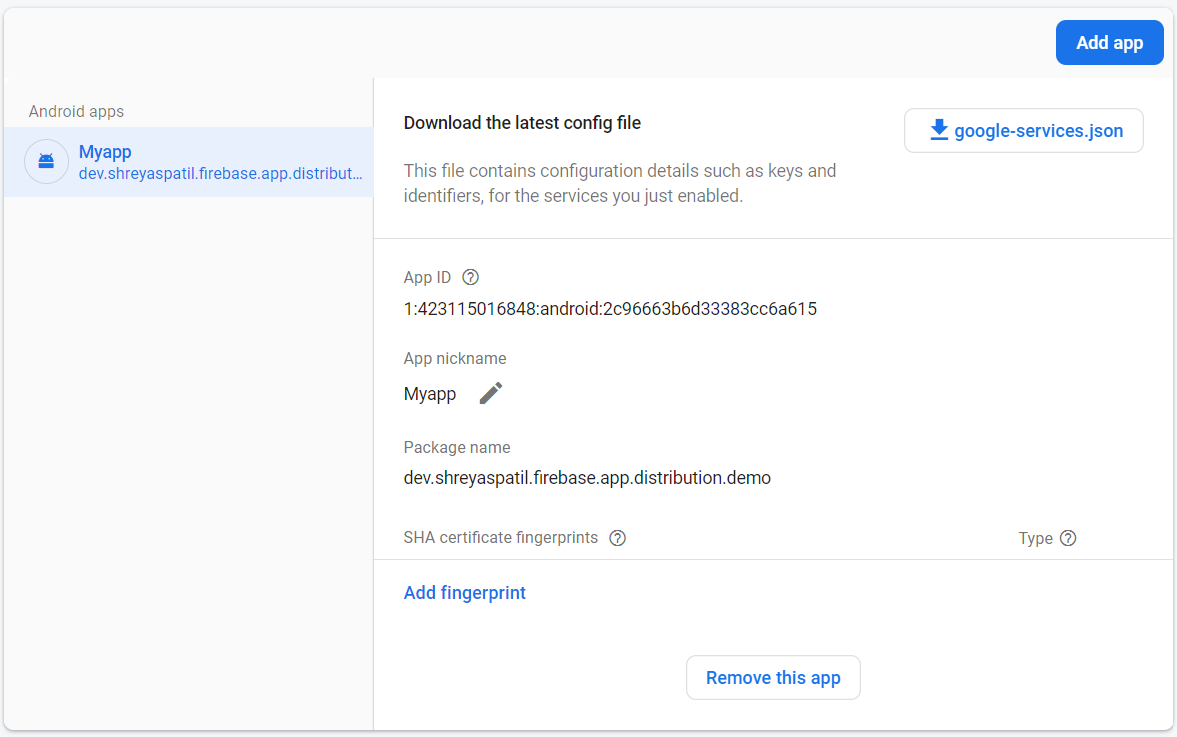 Add app
Android apps
Myapp
dev.shreyaspatil.firebase.app.distribut...
Download the latest config file
google-services.json
This file contains configuration details such as keys and
identifiers, for the services you just enabled.
App ID
1:423115016848:android:2c96663b6d33383cc6a615
App nickname
Myapp
Package name
dev.shreyaspatil.firebase.app.distribution.demo
SHA certificate fingerprints
Type
Add fingerprint
Remove this app